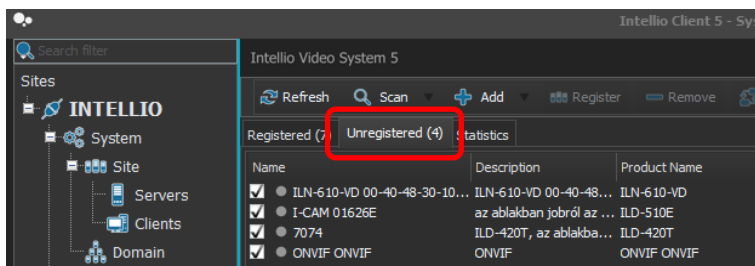 Intellio Client 5 - Sy
Search filter
Intellio Video System 5
Sites
Refresh Scan Add Register Remove
INTELLIO
System
Registered (7) Unregistered (4) Statistics
Site
Name Description Product Name
Servers
ILN-610-VD 00-40-48-30-10... ILN-610-VD 00-40-48... ILN-610-VD
I-CAM 01626E az ablakban jobról az ... ILD-510E
Clients
7074 ILD-420T, az ablakba... ILD-420T
Domain
ONVIF ONVIF ONVIF ONVIF ONVIF